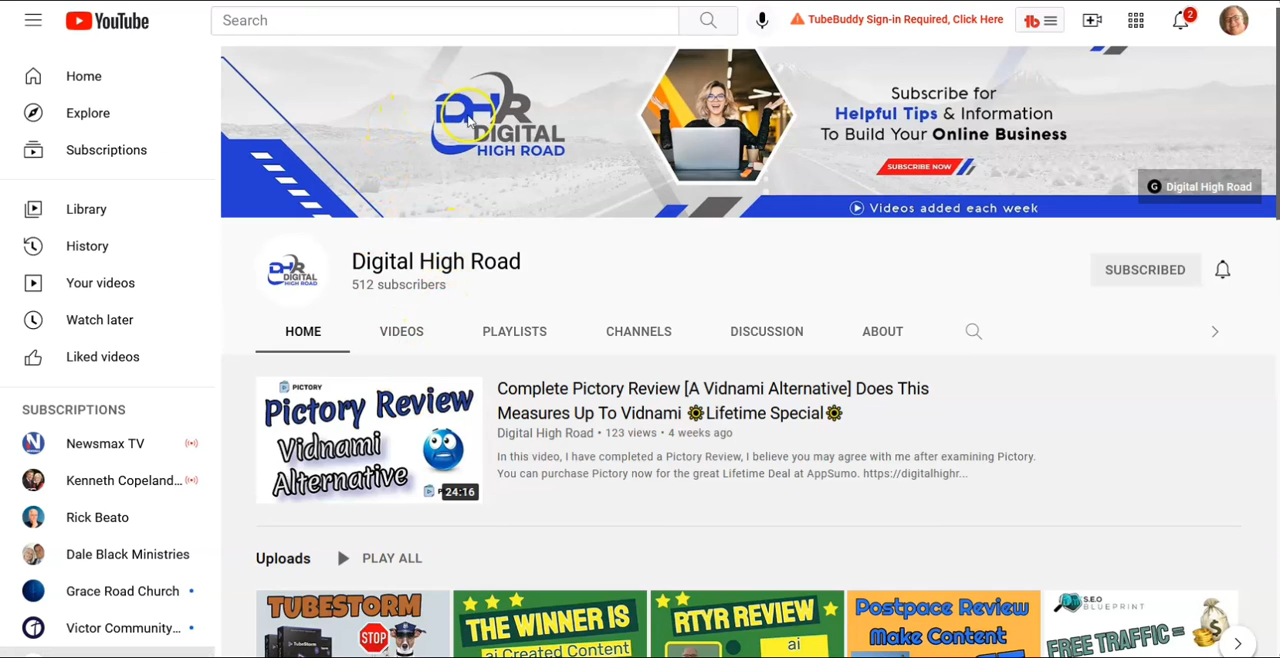 YouTube
Search
TubeBuddy Sign-in Required, Click Here
tb
2
Home
Explore
Subscriptions
Library
History
Your videos
Watch later
Liked videos
SUBSCRIPTIONS
Newsmax TV
Kenneth Copeland...
Rick Beato
Dale Black Ministries
Grace Road Church
Victor Community...
DHR
DIGITAL
HIGH ROAD
Subscribe for
Helpful Tips & Information
To Build Your Online Business
SUBSCRIBE NOW
G Digital High Road
Videos added each week
DHR
DIGITAL
HIGH ROAD
Digital High Road
512 subscribers
SUBSCRIBED
HOME VIDEOS PLAYLISTS CHANNELS DISCUSSION ABOUT
PICTORY
Pictory Review
Vidnami
Alternative
24:16
Complete Pictory Review [A Vidnami Alternative] Does This
Measures Up To Vidnami Lifetime Special
Digital High Road • 123 views • 4 weeks ago
In this video, I have completed a Pictory Review, I believe you may agree with me after examining Pictory.
You can purchase Pictory now for the great Lifetime Deal at AppSumo. https://digitalhighr...
Uploads PLAY ALL
TUBESTORM
STOP
THE WINNER IS
ai Created Content
RTYR REVIEW
ai
Postpace Review
Make Content
S.E.O
BLUEPRINT
FREE TRAFFIC =